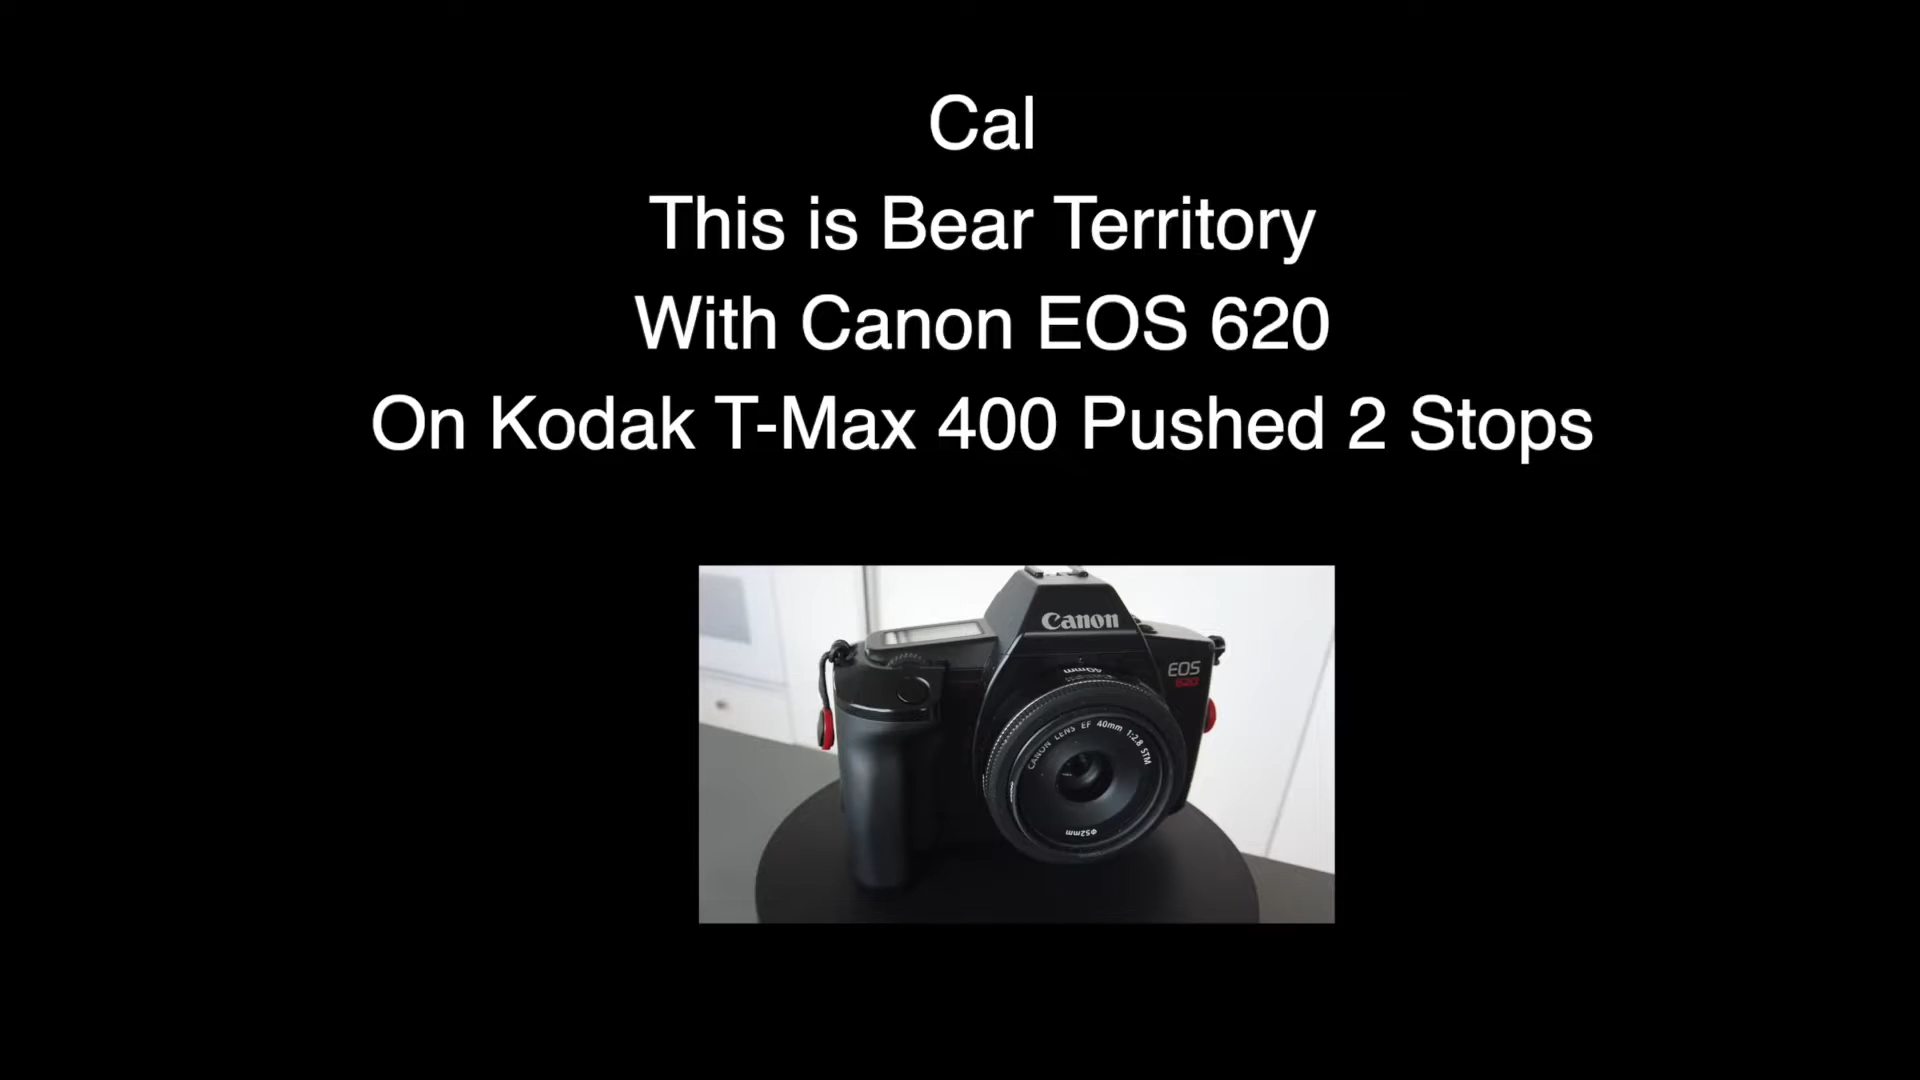 Cal
This is Bear Territory
With Canon EOS 620
On Kodak T-Max 400 Pushed 2 Stops
Canon
EOS
620
40mm
CANON LENS EF 40mm 1:2.8 STM
Φ52mm